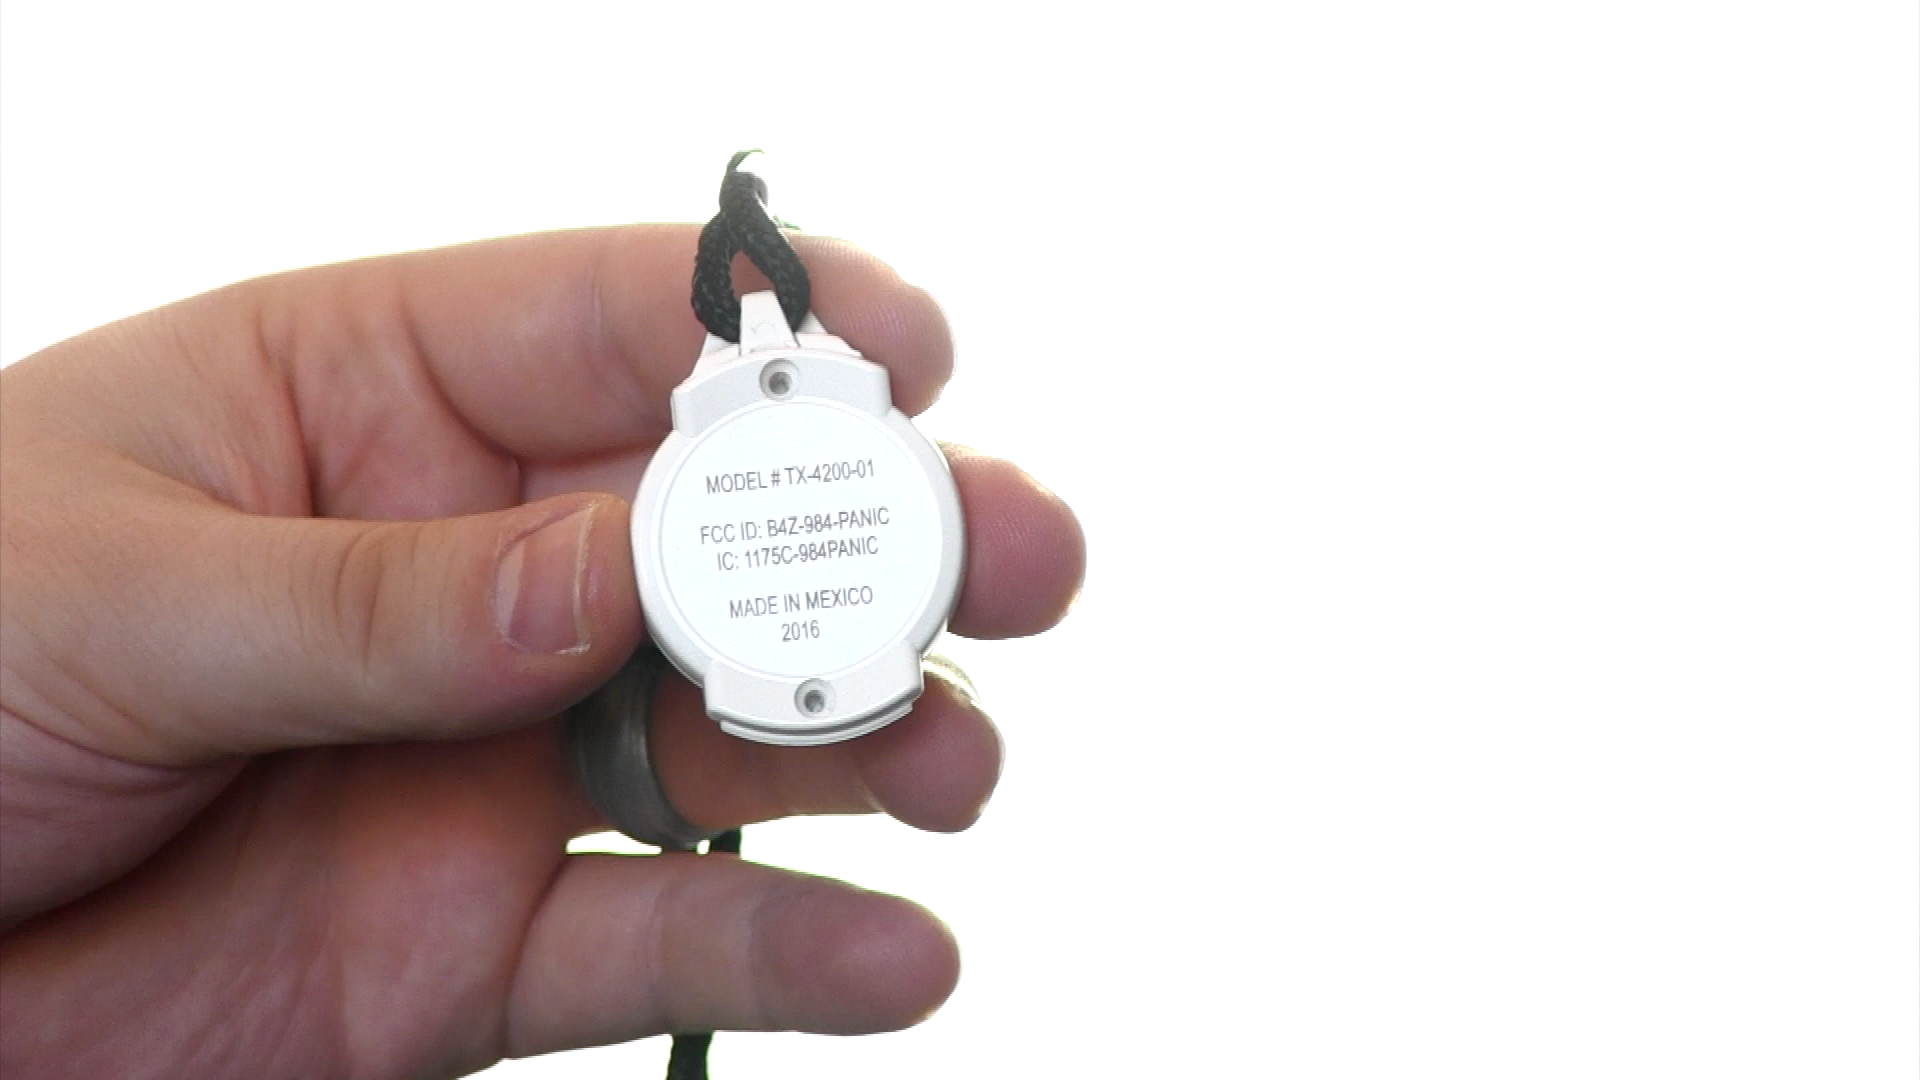 MODEL # TX-4200-01
FCC ID: B4Z-984-PANIC
IC: 1175C-984PANIC
MADE IN MEXICO
2016